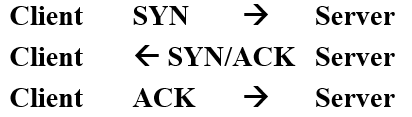 Client SYN → Server
Client ← SYN/ACK Server
Client ACK → Server